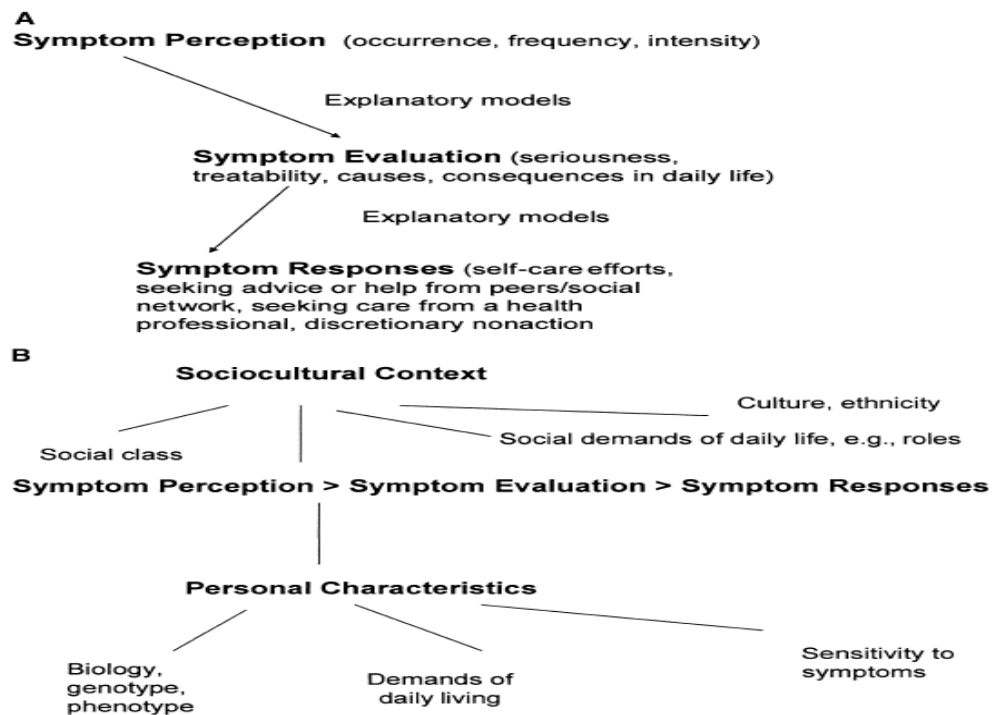 A
Symptom Perception (occurrence, frequency, intensity)
Explanatory models
Symptom Evaluation (seriousness,
treatability, causes, consequences in daily life)
Explanatory models
Symptom Responses (self-care efforts,
seeking advice or help from peers/social
network, seeking care from a health
professional, discretionary nonaction
B
Sociocultural Context
Culture, ethnicity
Social demands of daily life, e.g., roles
Social class
Symptom Perception > Symptom Evaluation > Symptom Responses
Personal Characteristics
Biology,
genotype,
phenotype
Demands of
daily living
Sensitivity to
symptoms